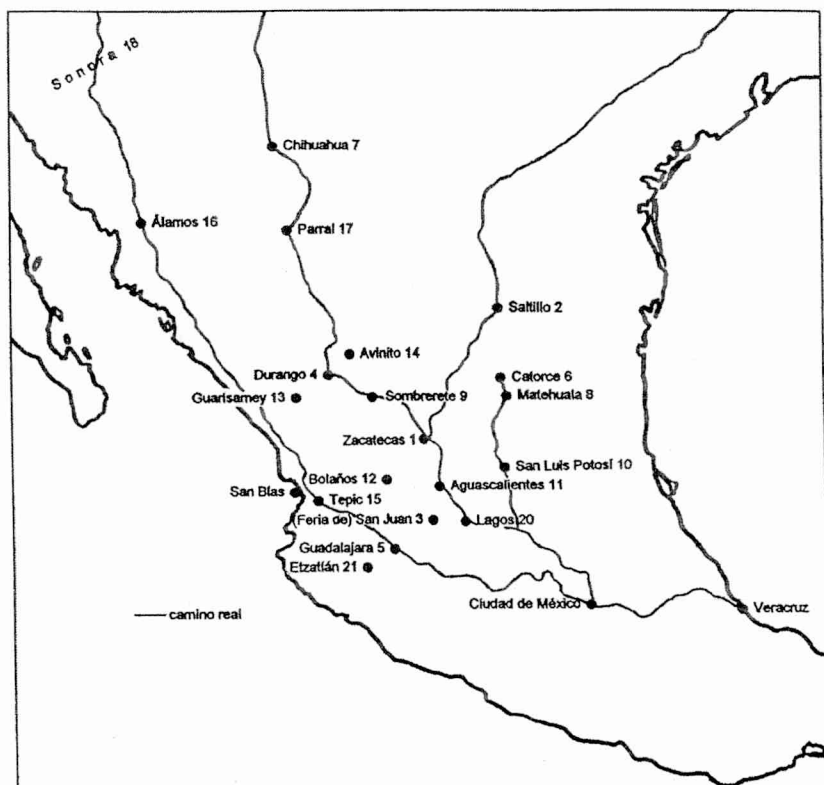 Sonora 18
Chihuahua 7
Álamos 16
Parral 17
Saltillo 2
Avinito 14
Durango 4
Catorce 6
Guarisamey 13
Sombrerete 9
Matehuala 8
Zacatecas 1
San Luis Potosí 10
Bolaños 12
Aguascalientes 11
San Blas
Tepic 15
(Feria de) San Juan 3
Lagos 20
Guadalajara 5
Etzatlán 21
Ciudad de México
Veracruz
camino real